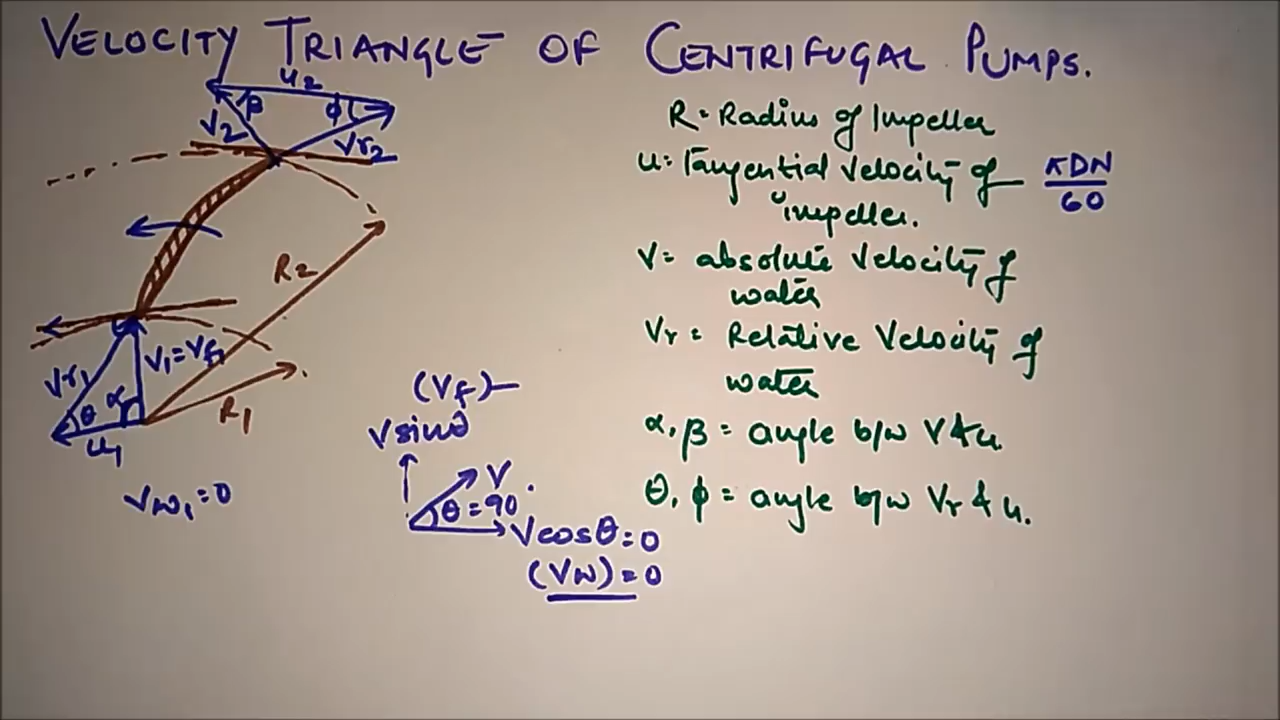 VELOCITY TRIANGLE OF CENTRIFUGAL PUMPS.
u2
β
φ
V2
Vr2
R2
Vr1
V1=Vf1
θ
α
u1
R1
Vw1=0
R= Radius of Impeller
u= Tangential Velocity of impeller.
πDN
60
V= absolute Velocity of
water
Vr= Relative Velocity of
water
α, β = angle b/w V & u.
θ, φ = angle b/w Vr & u.
(Vf)-
V sinθ
V.
θ=90
V cosθ=0
(Vw)=0